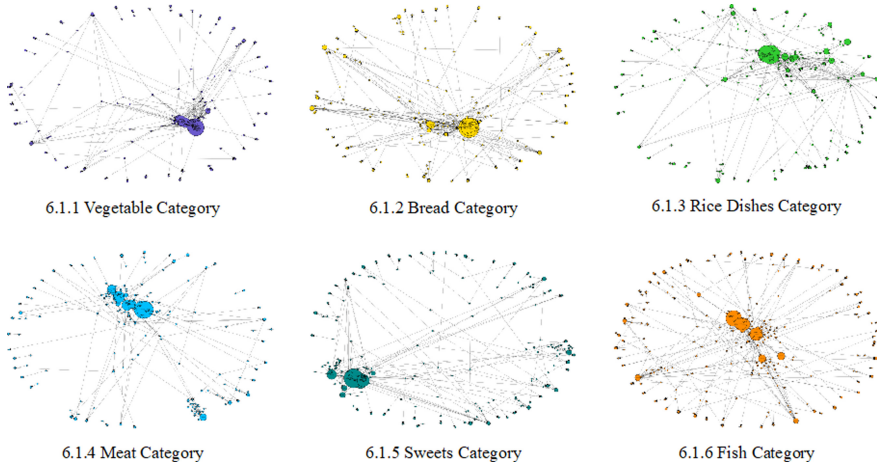 6.1.1 Vegetable Category
6.1.2 Bread Category
6.1.3 Rice Dishes Category
6.1.4 Meat Category
6.1.5 Sweets Category
6.1.6 Fish Category